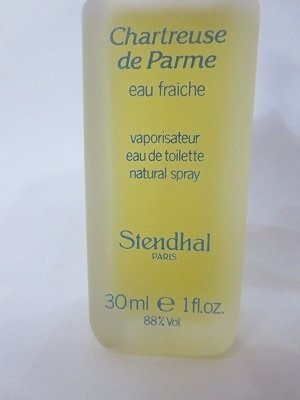 Chartreuse
de Parme
eau fraiche
vaporisateur
eau de toilette
natural spray
Stendhal
PARIS
30 ml e 1 fl.oz.
88% Vol.